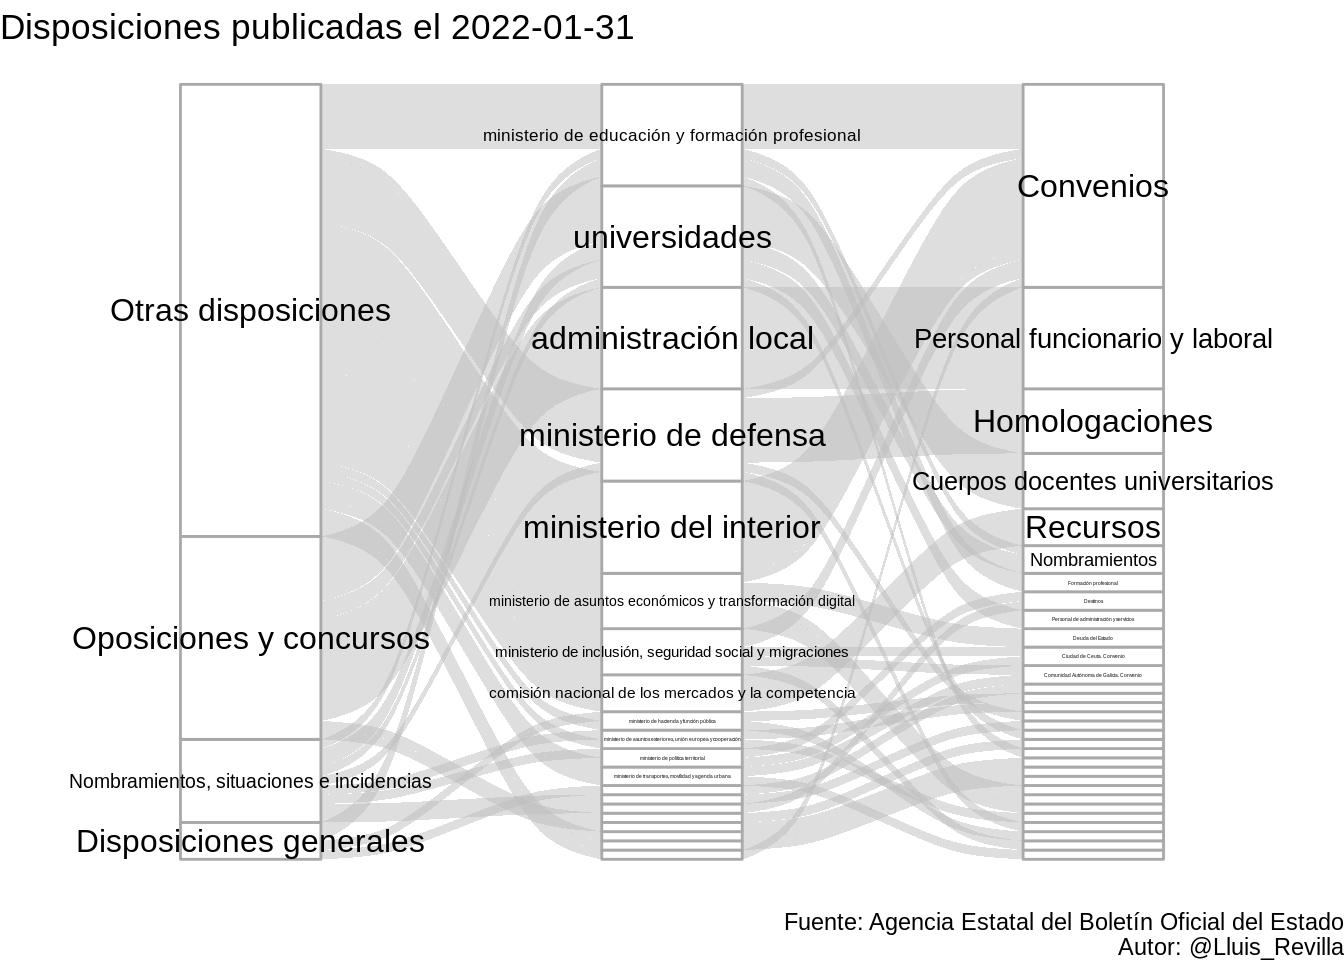 Disposiciones publicadas el 2022-01-31
Otras disposiciones
Oposiciones y concursos
Nombramientos, situaciones e incidencias
Disposiciones generales
ministerio de educación y formación profesional
universidades
administración local
ministerio de defensa
ministerio del interior
ministerio de asuntos económicos y transformación digital
ministerio de inclusión, seguridad social y migraciones
comisión nacional de los mercados y la competencia
ministerio de hacienda y función pública
ministerio de asuntos exteriores, unión europea y cooperación
ministerio de política territorial
ministerio de transportes, movilidad y agenda urbana
Convenios
Personal funcionario y laboral
Homologaciones
Cuerpos docentes universitarios
Recursos
Nombramientos
Formación profesional
Destinos
Personal de administración y servicios
Deuda del Estado
Ciudad de Ceuta. Convenio
Comunidad Autónoma de Galicia. Convenio
Fuente: Agencia Estatal del Boletín Oficial del Estado
Autor: @Lluis_Revilla